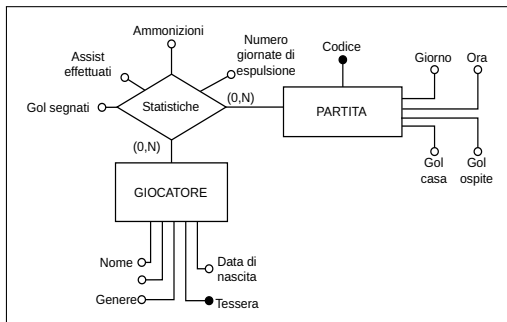 Ammonizioni
Assist
effettuati
Numero
giornate di
espulsione
Codice
Giorno
Ora
Gol segnati
Statistiche
(0,N)
PARTITA
(0,N)
Gol
casa
Gol
ospite
GIOCATORE
Nome
Data di
nascita
Genere
Tessera